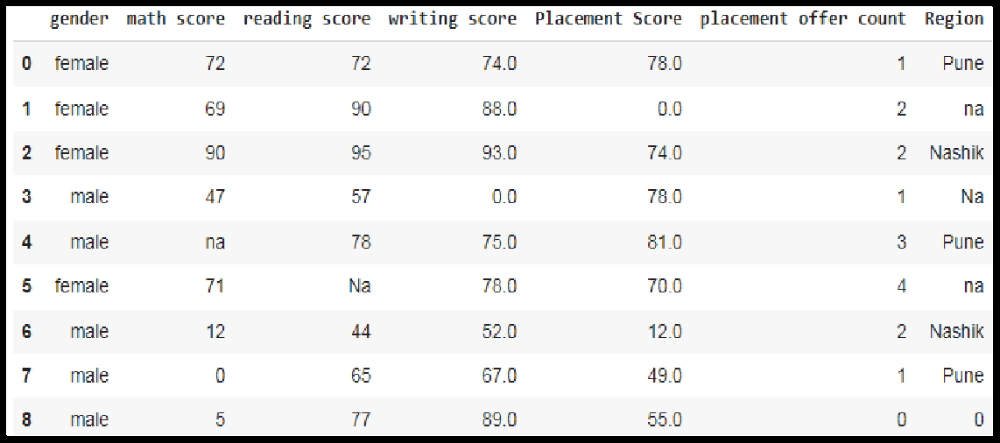 gender math score reading score writing score Placement Score placement offer count Region
0 female 72 72 74.0 78.0 1 Pune
1 female 69 90 88.0 0.0 2 na
2 female 90 95 93.0 74.0 2 Nashik
3 male 47 57 0.0 78.0 1 Na
4 male na 78 75.0 81.0 3 Pune
5 female 71 Na 78.0 70.0 4 na
6 male 12 44 52.0 12.0 2 Nashik
7 male 0 65 67.0 49.0 1 Pune
8 male 5 77 89.0 55.0 0 0